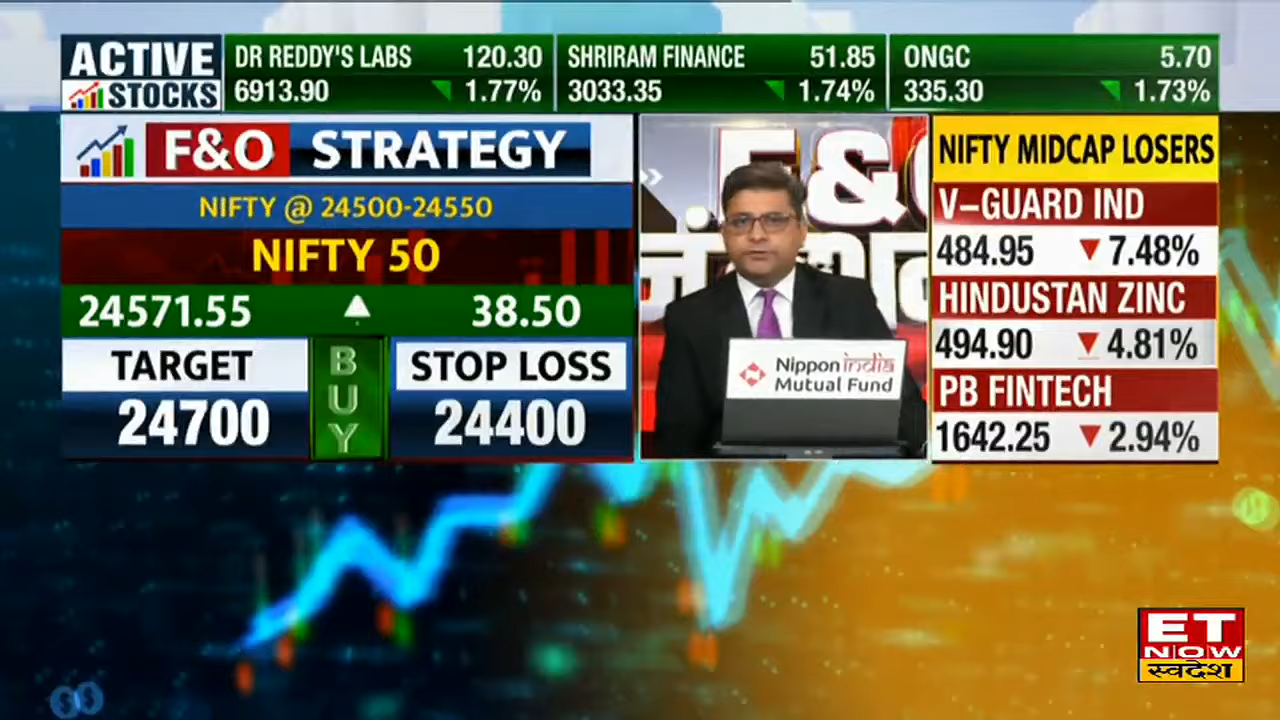 ACTIVE
STOCKS
DR REDDY'S LABS 120.30
6913.90 1.77%
SHRIRAM FINANCE 51.85
3033.35 1.74%
ONGC 5.70
335.30 1.73%
F&O STRATEGY
NIFTY @ 24500-24550
NIFTY 50
24571.55 38.50
TARGET
24700
BUY
STOP LOSS
24400
F&
Nippon india
Mutual Fund
NIFTY MIDCAP LOSERS
V-GUARD IND
484.95 ▼7.48%
HINDUSTAN ZINC
494.90 ▼4.81%
PB FINTECH
1642.25 ▼2.94%
ET
NOW
स्वदेश